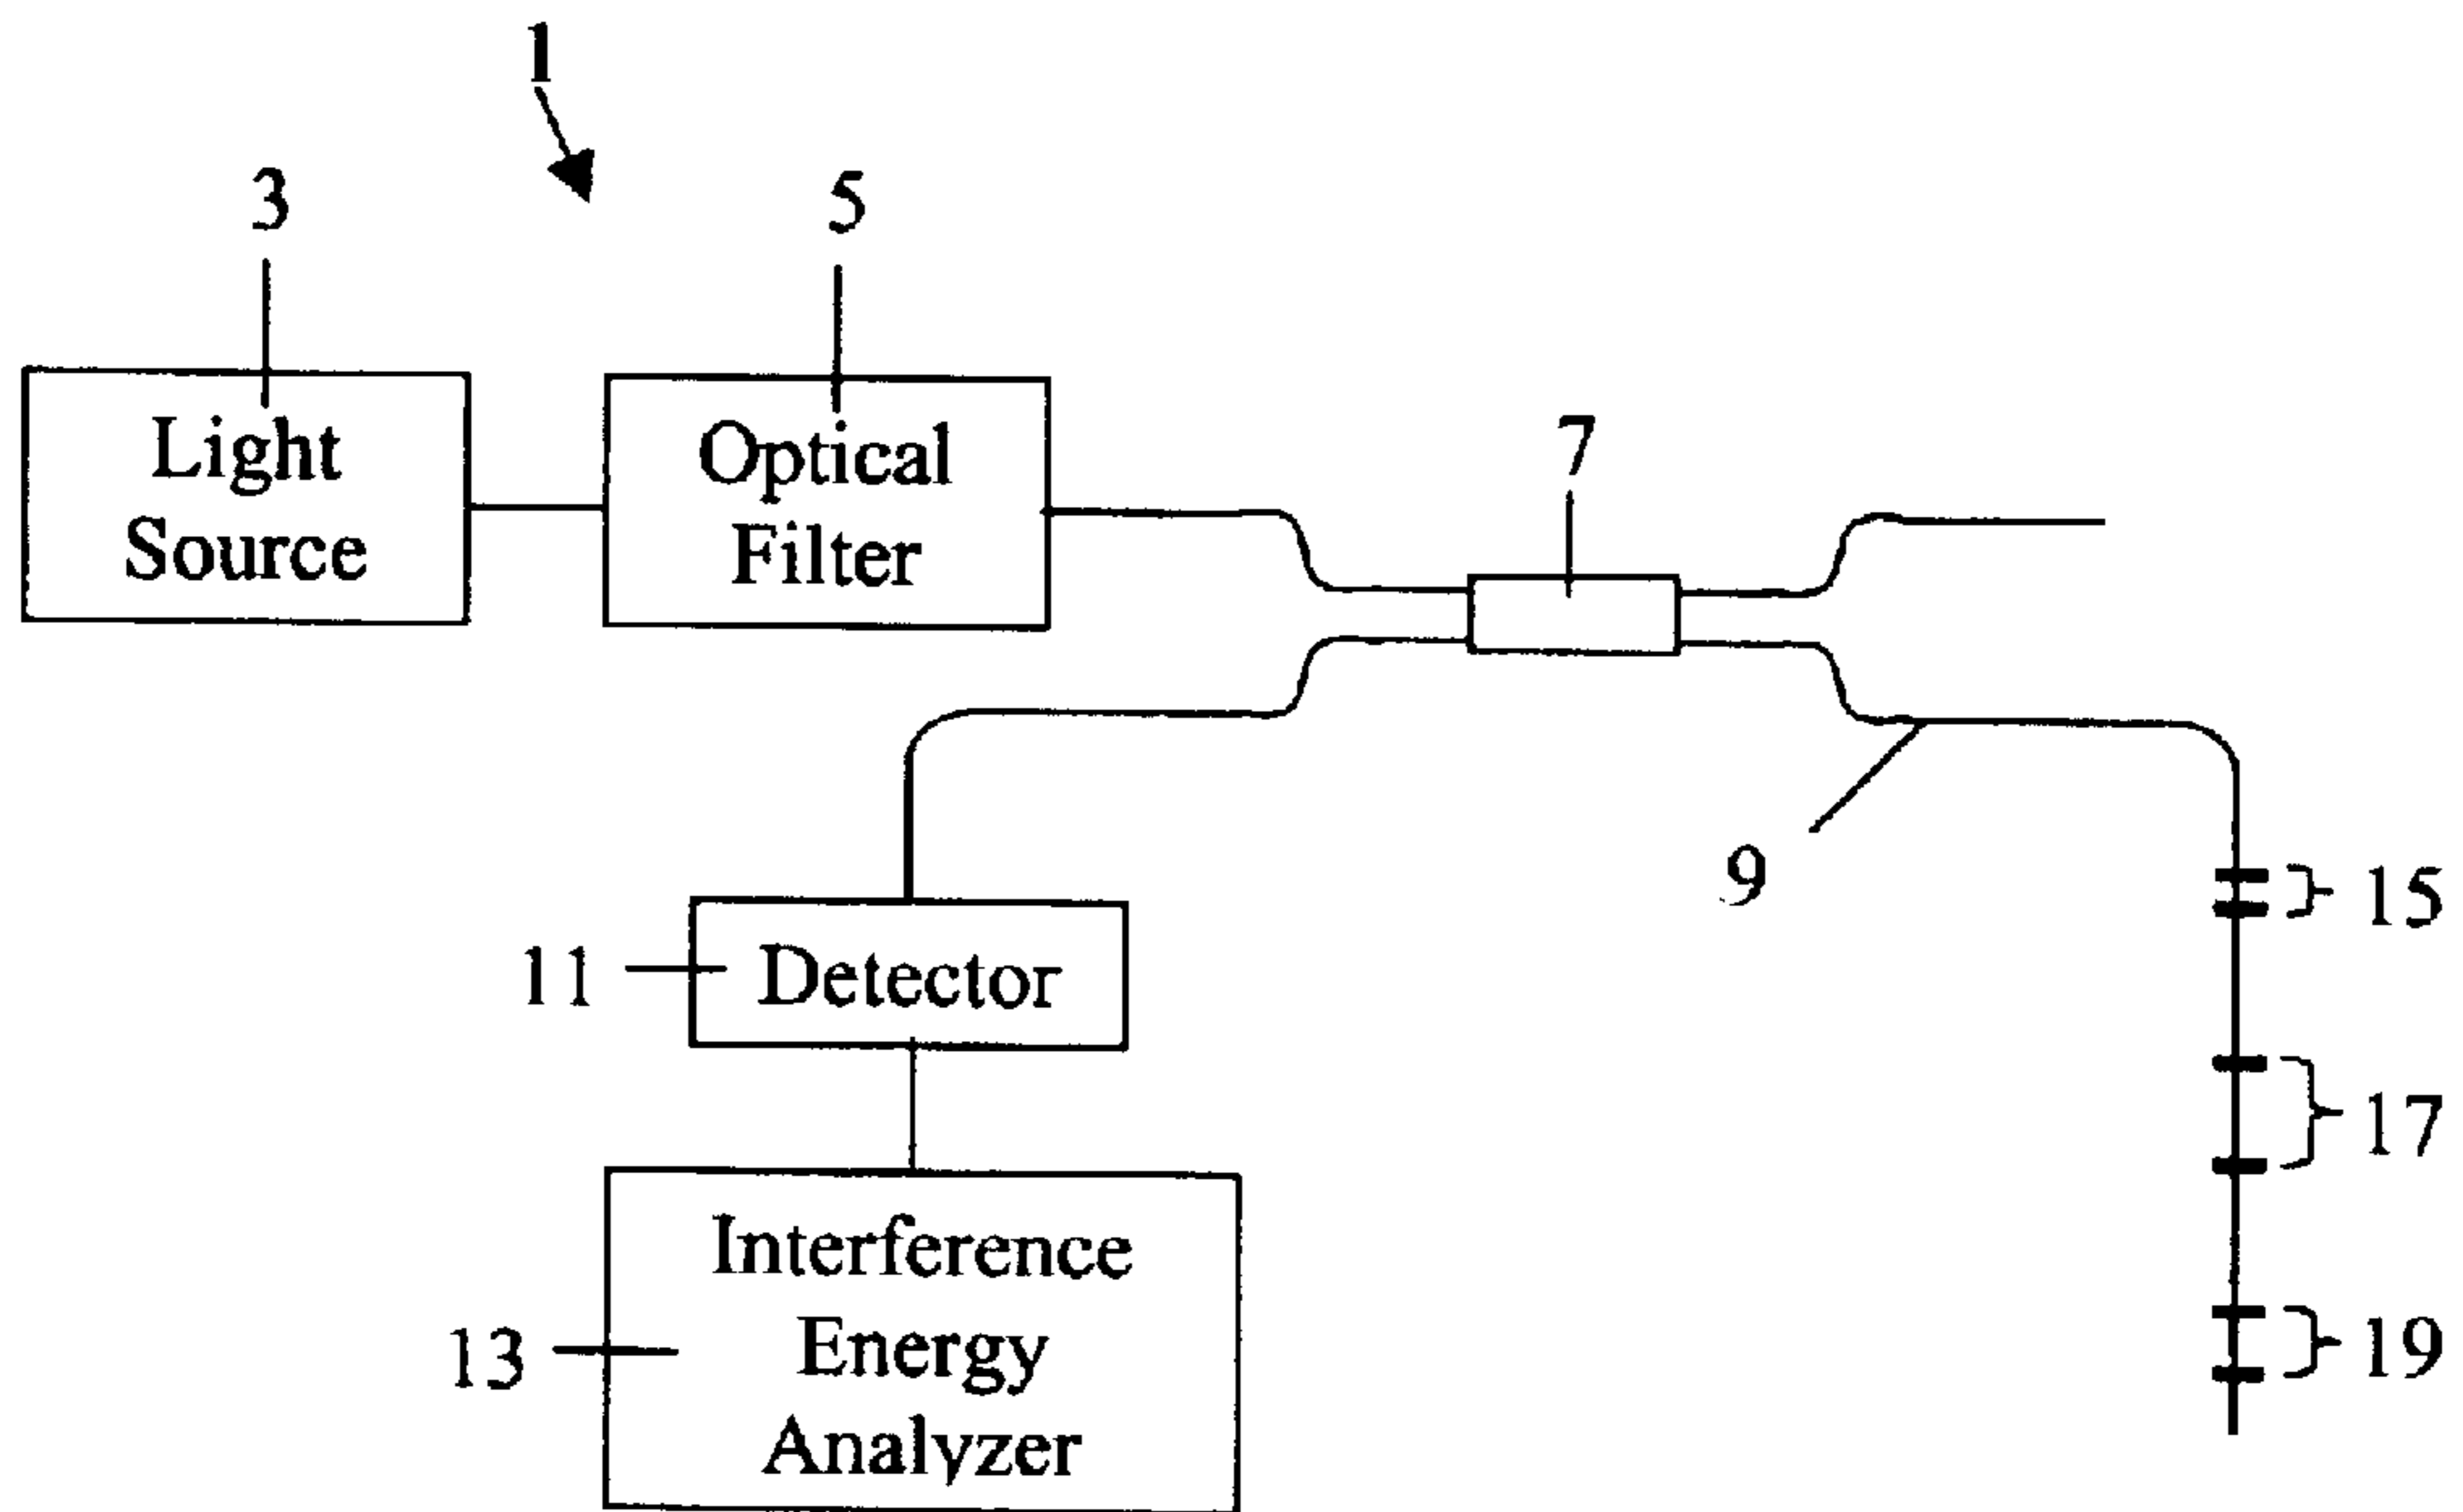 1
3
5
Light
Source
Optical
Filter
7
9
15
11
Detector
17
Interference
Energy
Analyzer
13
19